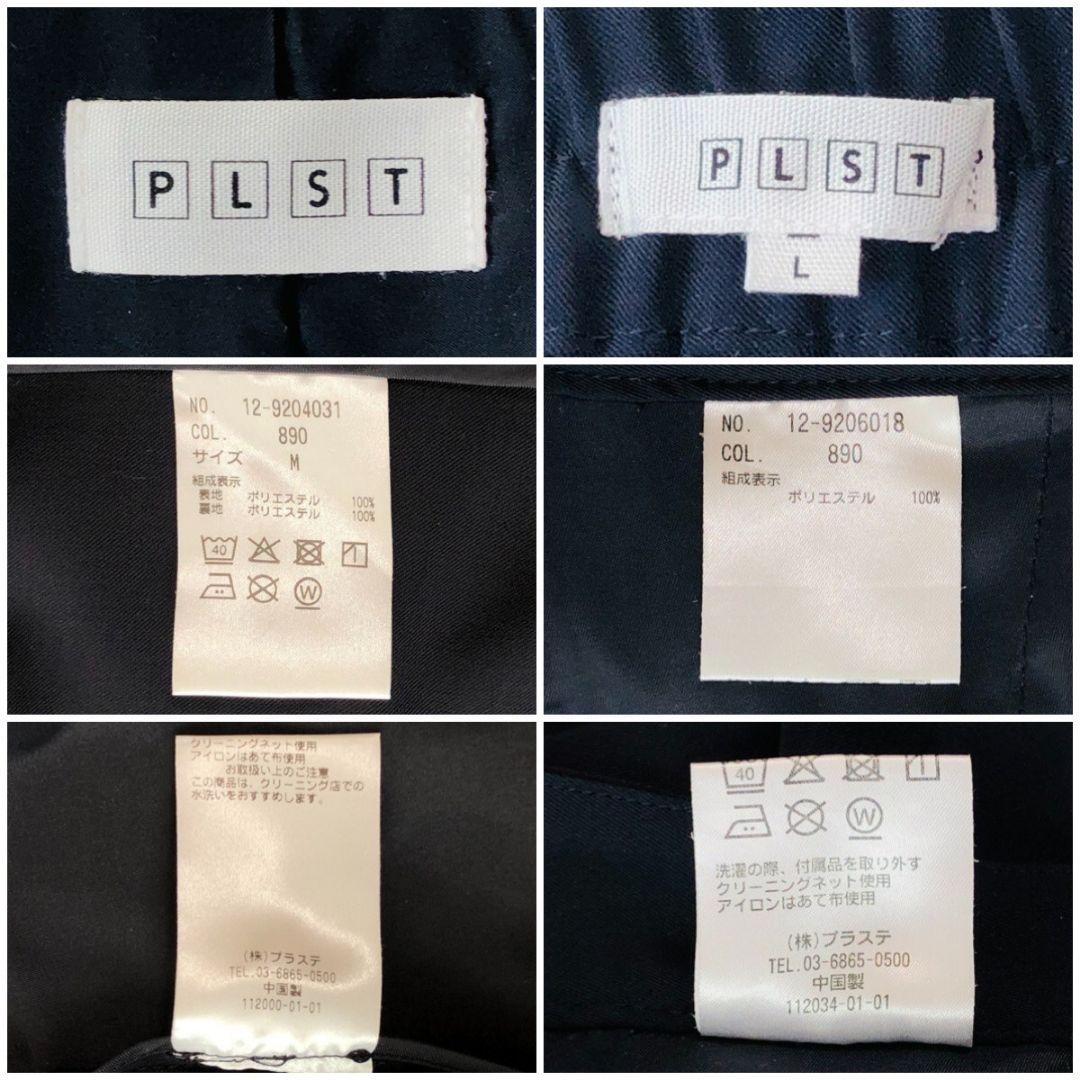 P L S T
P L S T
L
NO. 12-9204031
COL. 890
サイズ M
組成表示
表地 ポリエステル 100%
裏地 ポリエステル 100%
40
W
NO. 12-9206018
COL. 890
組成表示
ポリエステル 100%
クリーニングネット使用
アイロンはあて布使用
お取扱い上のご注意
この商品は、クリーニング店での
水洗いをおすすめします。
(株)プラステ
TEL.03-6865-0500
中国製
112000-01-01
40
W
洗濯の際、付属品を取り外す
クリーニングネット使用
アイロンはあて布使用
(株)プラステ
TEL.03-6865-0500
中国製
112034-01-01